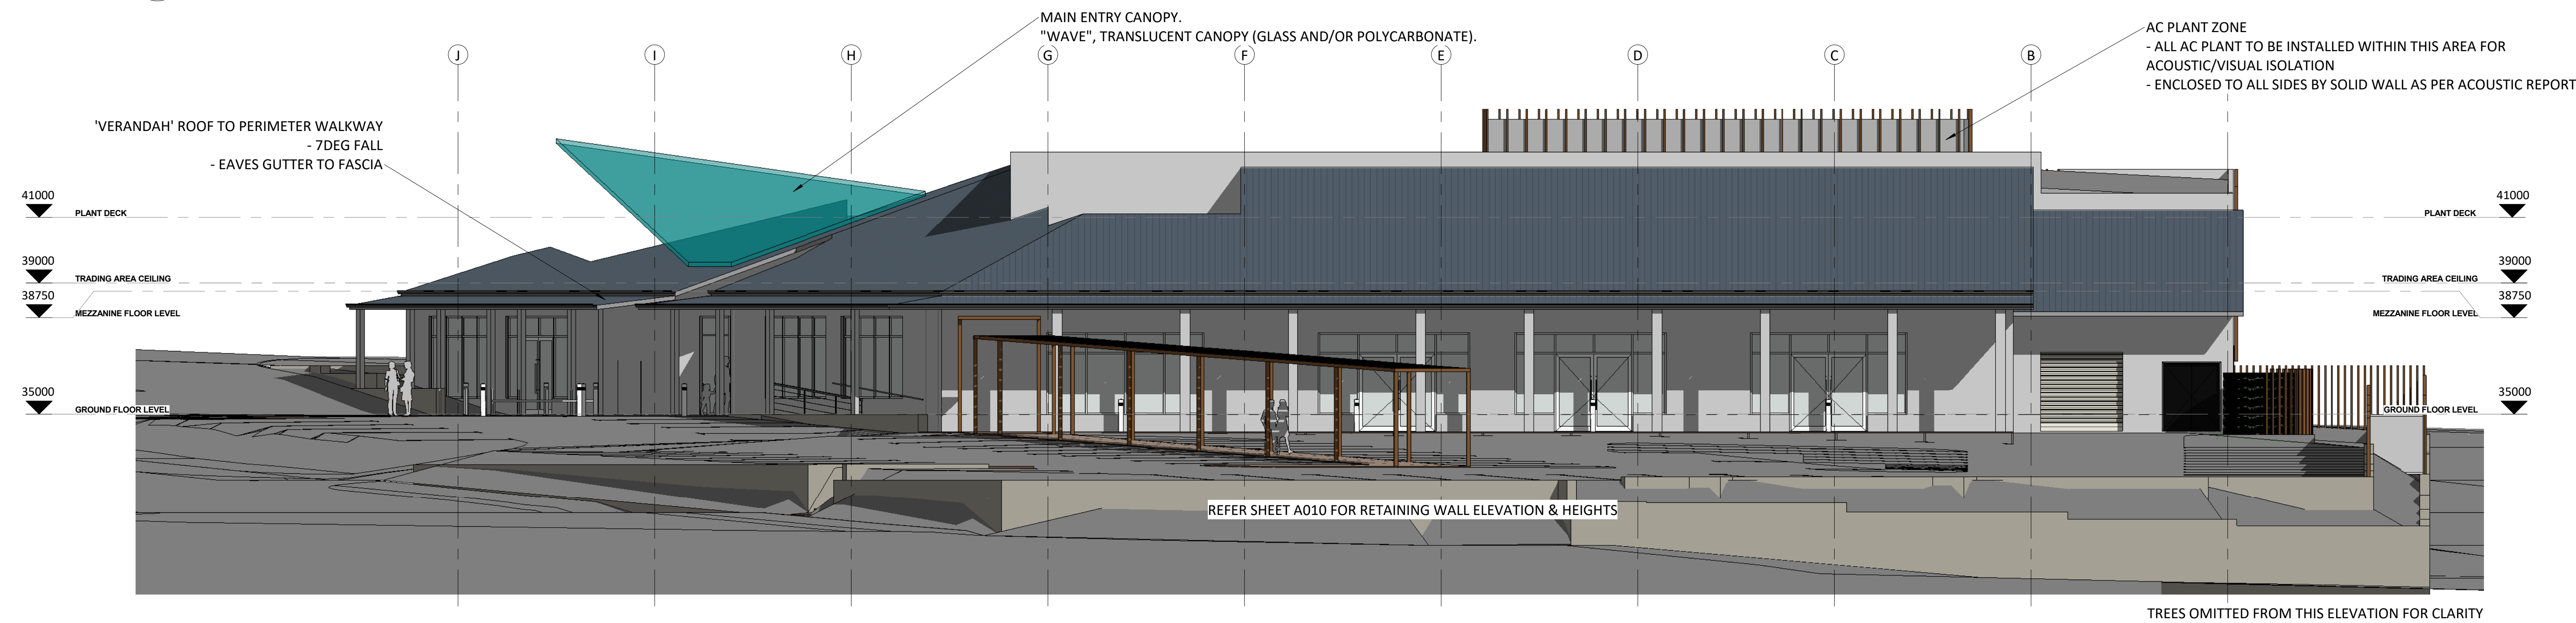 MAIN ENTRY CANOPY.
"WAVE", TRANSLUCENT CANOPY (GLASS AND/OR POLYCARBONATE).
AC PLANT ZONE
- ALL AC PLANT TO BE INSTALLED WITHIN THIS AREA FOR
ACOUSTIC/VISUAL ISOLATION
- ENCLOSED TO ALL SIDES BY SOLID WALL AS PER ACOUSTIC REPORT
J
I
H
G
F
E
D
C
B
'VERANDAH' ROOF TO PERIMETER WALKWAY
- 7DEG FALL
- EAVES GUTTER TO FASCIA
41000
PLANT DECK
39000
TRADING AREA CEILING
38750
MEZZANINE FLOOR LEVEL
35000
GROUND FLOOR LEVEL
41000
PLANT DECK
39000
TRADING AREA CEILING
38750
MEZZANINE FLOOR LEVEL
35000
GROUND FLOOR LEVEL
REFER SHEET A010 FOR RETAINING WALL ELEVATION & HEIGHTS
TREES OMITTED FROM THIS ELEVATION FOR CLARITY